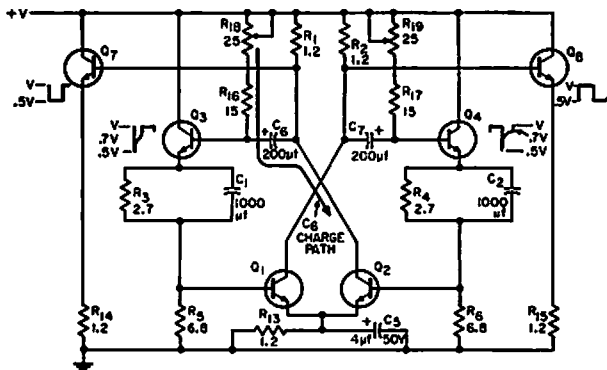 +V
Q7
V
.5V
R18
25
R1
1.2
R2
1.2
R19
25
Q8
V
.5V
R16
15
R17
15
Q3
V
.7V
.5V
+ C6
200µf
C7 +
200µf
Q4
V
.7V
.5V
R3
2.7
C1
1000
µf
C6
CHARGE
PATH
R4
2.7
C2
1000
µf
Q1
Q2
R14
1.2
R5
6.8
R13
1.2
+ C5
4µf 50V
R6
6.8
R15
1.2